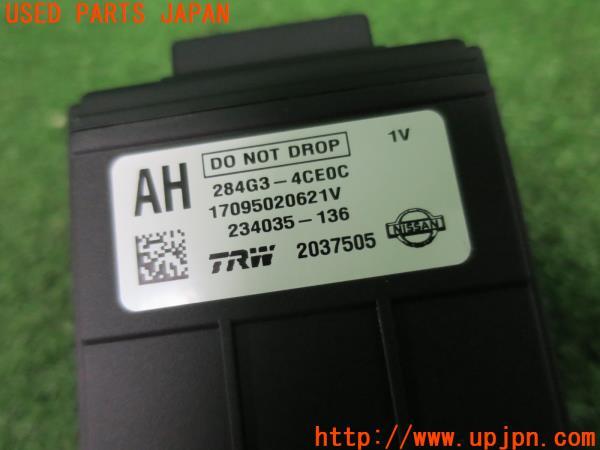 USED PARTS JAPAN
AH
DO NOT DROP
1V
284G3-4CE0C
17095020621V
234035-136
TRW 2037505
NISSAN
UPJ
http://www.upjpn.com/